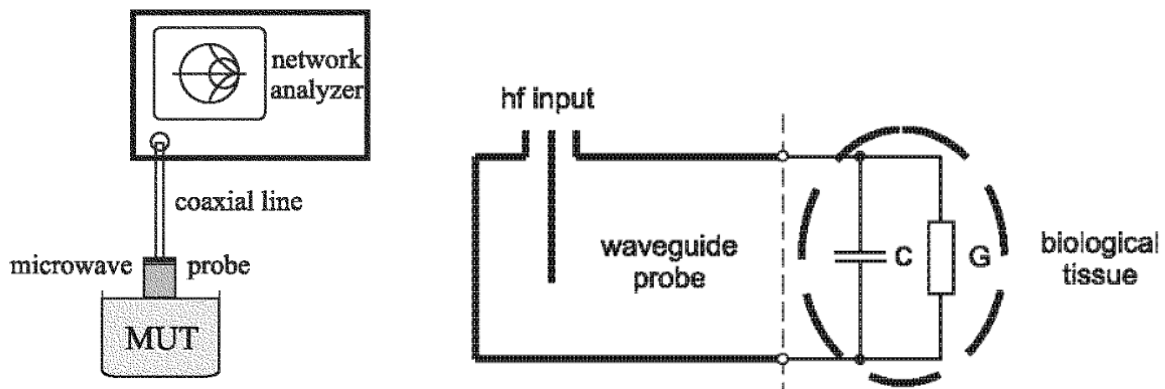 network
analyzer
coaxial line
microwave probe
MUT
hf input
waveguide
probe
C
G
biological
tissue